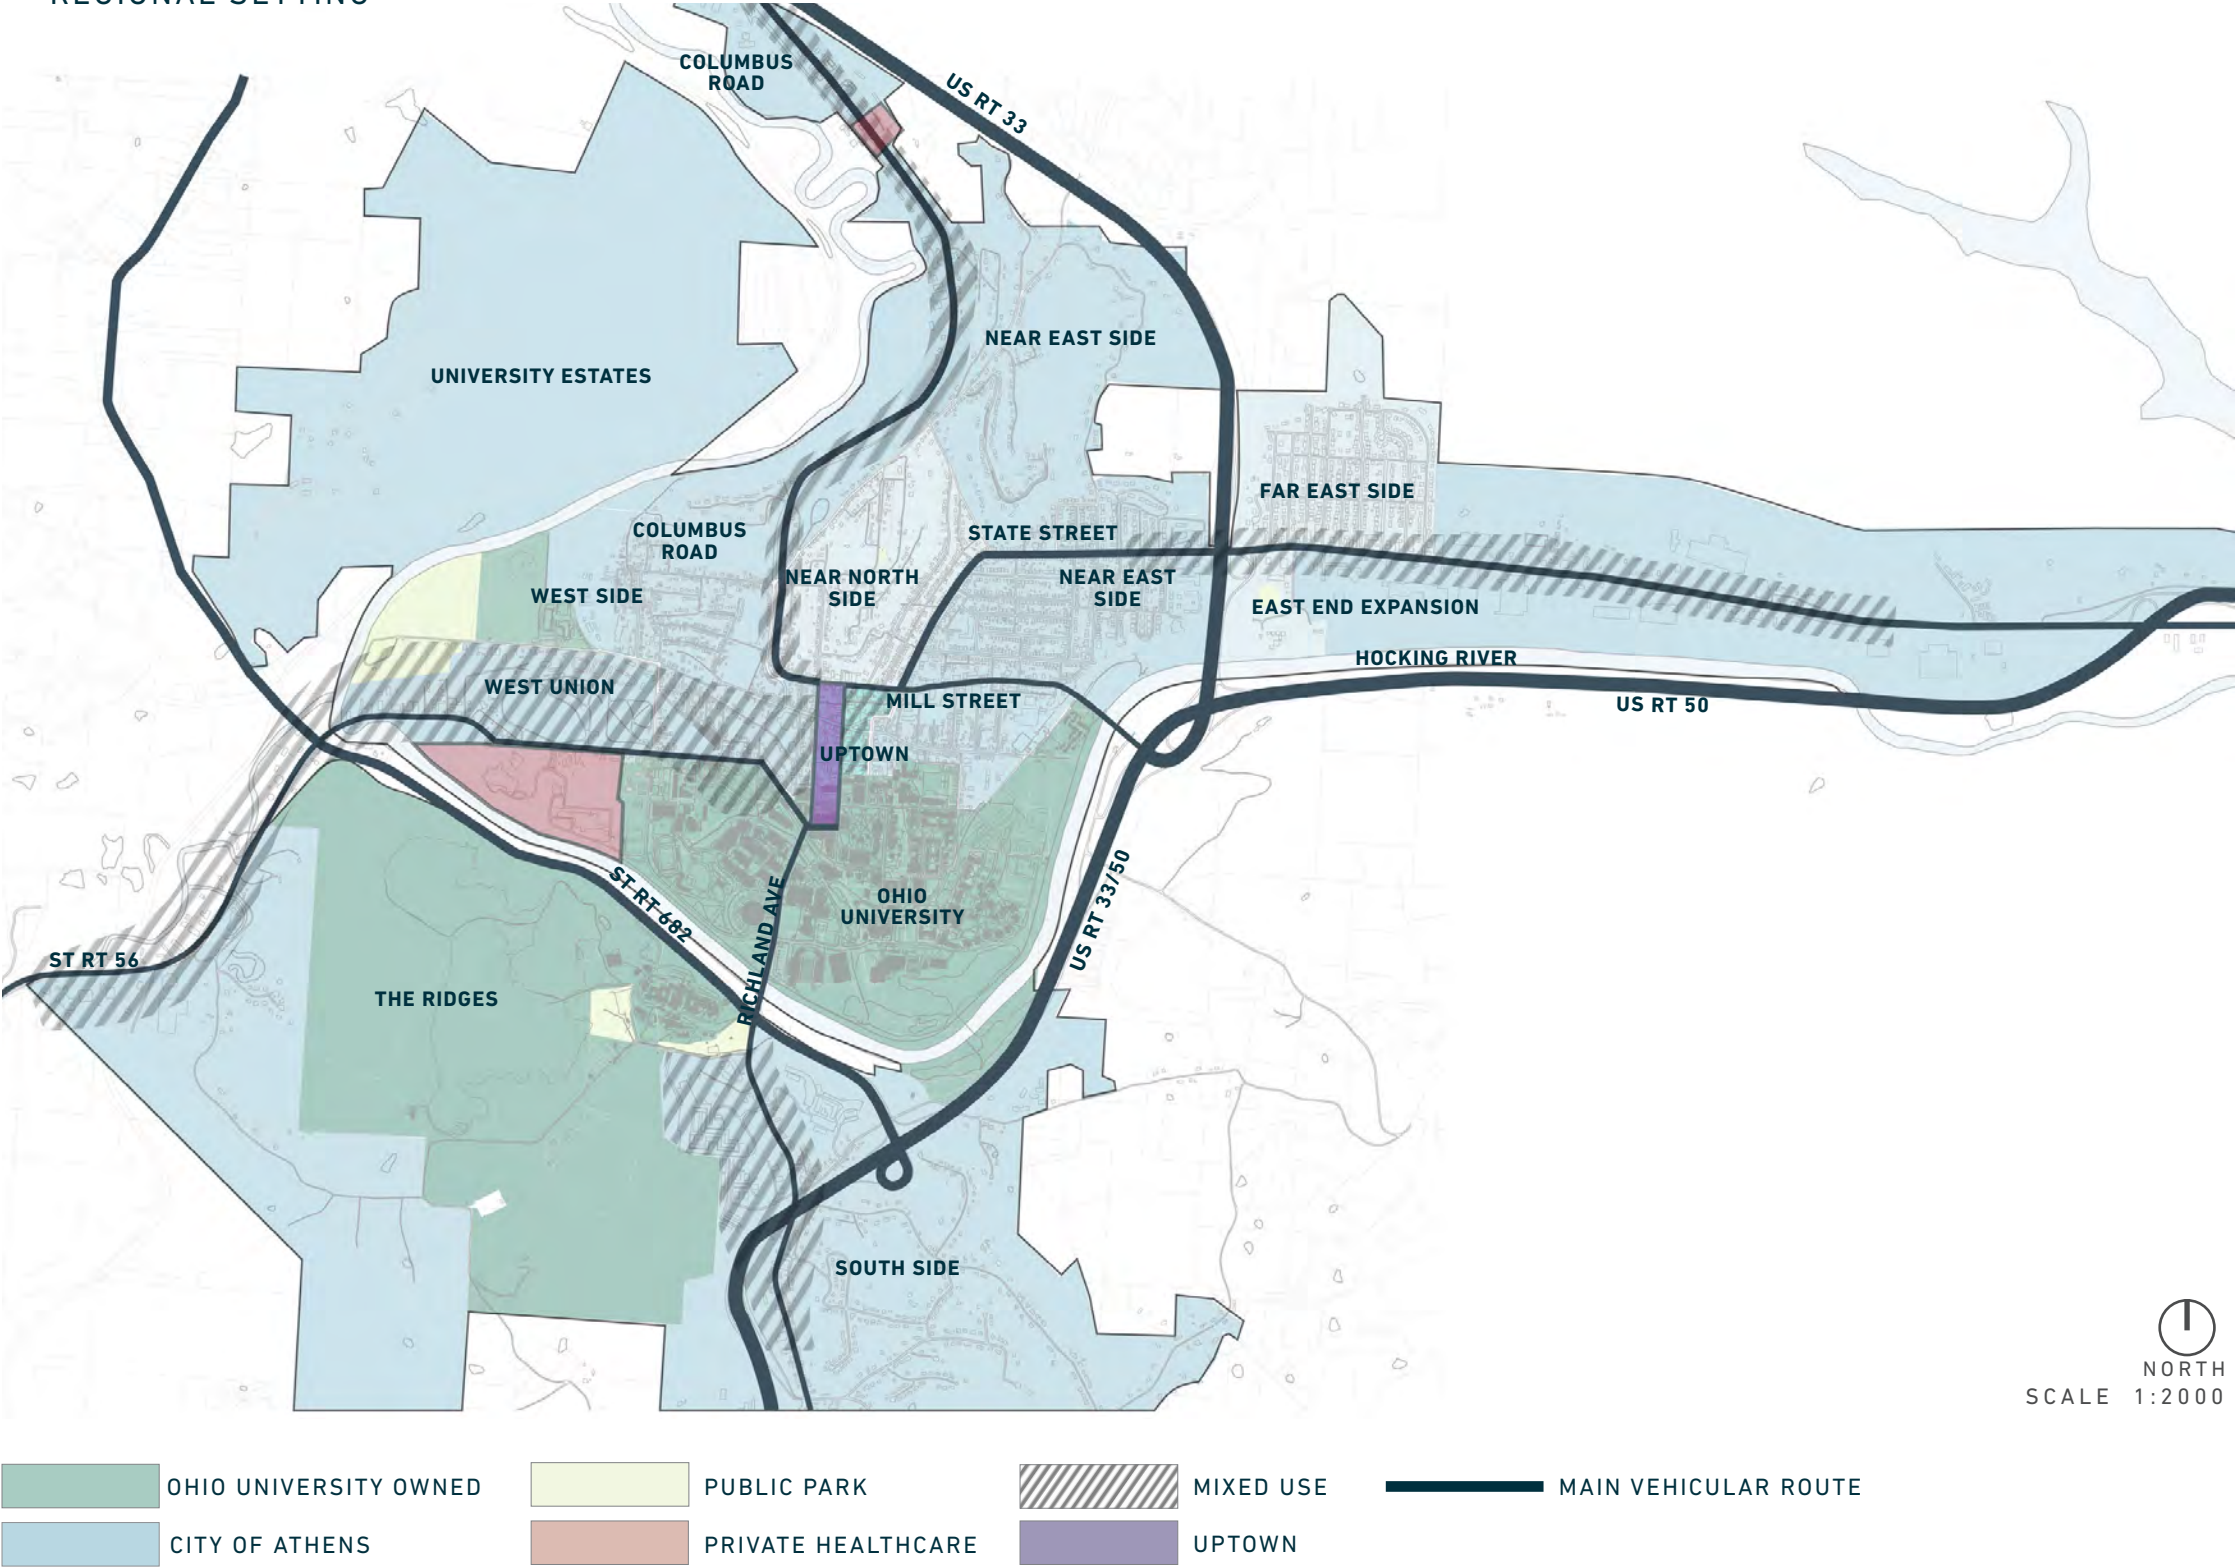 REGIONAL SETTING
COLUMBUS
ROAD
US RT 33
NEAR EAST SIDE
UNIVERSITY ESTATES
FAR EAST SIDE
COLUMBUS
ROAD
STATE STREET
NEAR NORTH
SIDE
NEAR EAST
SIDE
WEST SIDE
EAST END EXPANSION
HOCKING RIVER
WEST UNION
MILL STREET
US RT 50
UPTOWN
ST RT 682
RICHLAND AVE
OHIO
UNIVERSITY
US RT 33/50
ST RT 56
THE RIDGES
SOUTH SIDE
NORTH
SCALE 1:2000
OHIO UNIVERSITY OWNED
PUBLIC PARK
MIXED USE
MAIN VEHICULAR ROUTE
CITY OF ATHENS
PRIVATE HEALTHCARE
UPTOWN